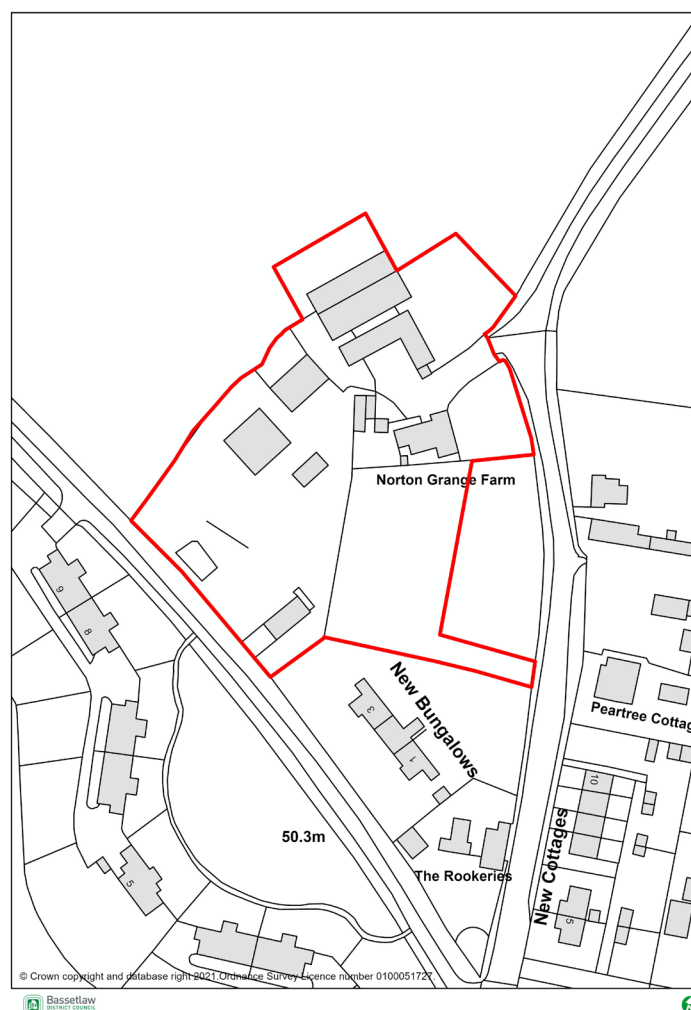 Norton Grange Farm
New Bungalows
3
1
9
8
Peartree Cottag
10
50.3m
New Cottages
The Rookeries
5
5
© Crown copyright and database right 2021.Ordnance Survey Licence number 0100051727.
Bassetlaw
DISTRICT COUNCIL